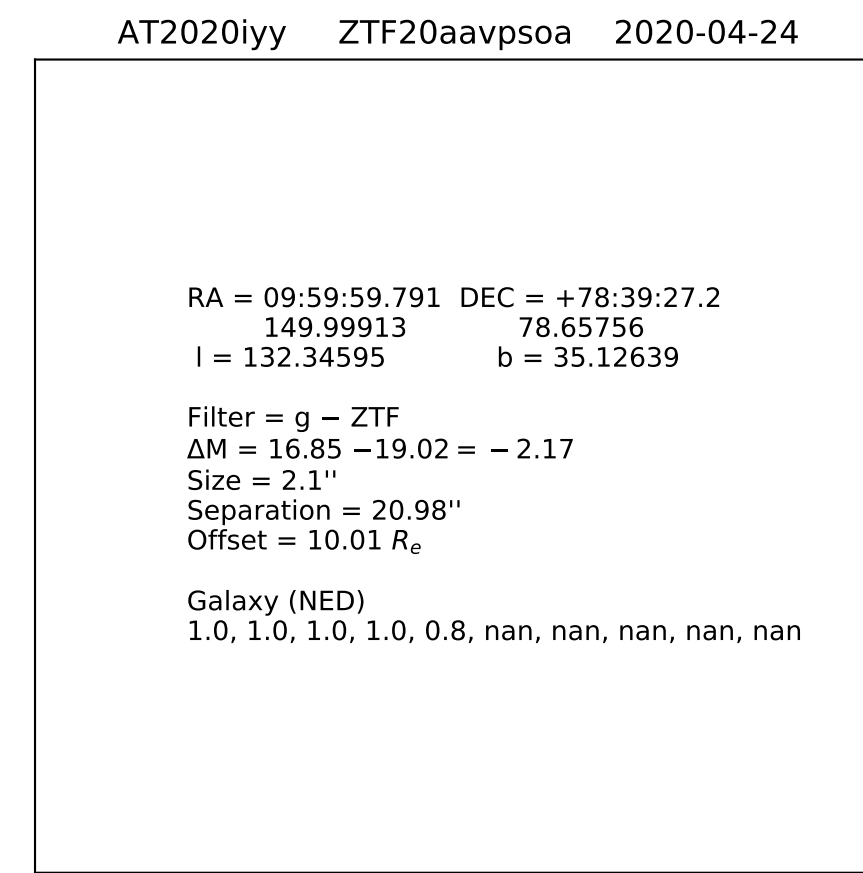 AT2020iyy ZTF20aavpsoa 2020-04-24
RA = 09:59:59.791 DEC = +78:39:27.2
149.99913 78.65756
l = 132.34595 b = 35.12639
Filter = g − ZTF
ΔM = 16.85 −19.02 = − 2.17
Size = 2.1''
Separation = 20.98''
Offset = 10.01 Re
Galaxy (NED)
1.0, 1.0, 1.0, 1.0, 0.8, nan, nan, nan, nan, nan